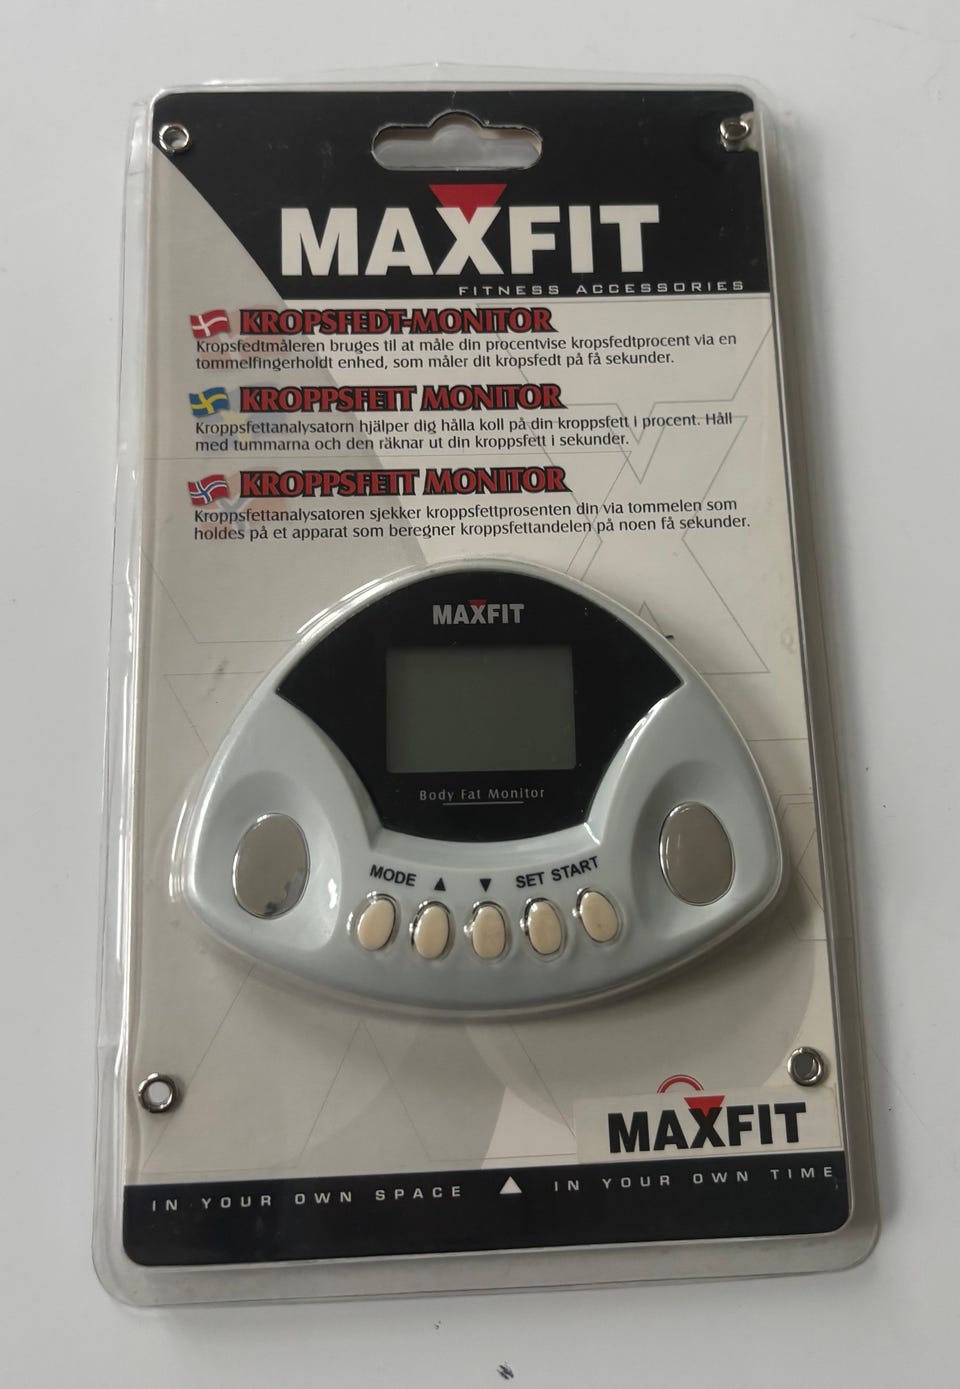 MAXFIT
FITNESS ACCESSORIES
KROPSFEDT-MONITOR
Kropsfedtmåleren bruges til at måle din procentvise kropsfedtprocent via en
tommelfingerholdt enhed, som måler dit kropsfedt på få sekunder.
KROPPSFETT MONITOR
Kroppsfettanalysatorn hjälper dig hålla koll på din kroppsfett i procent. Håll
med tummarna och den räknar ut din kroppsfett i sekunder.
KROPPSFETT MONITOR
Kroppsfettanalysatoren sjekker kroppsfettprosenten din via tommelen som
holdes på et apparat som beregner kroppsfettandelen på noen få sekunder.
MAXFIT
Body Fat Monitor
MODE ▲ ▼ SET START
MAXFIT
IN YOUR OWN SPACE IN YOUR OWN TIME